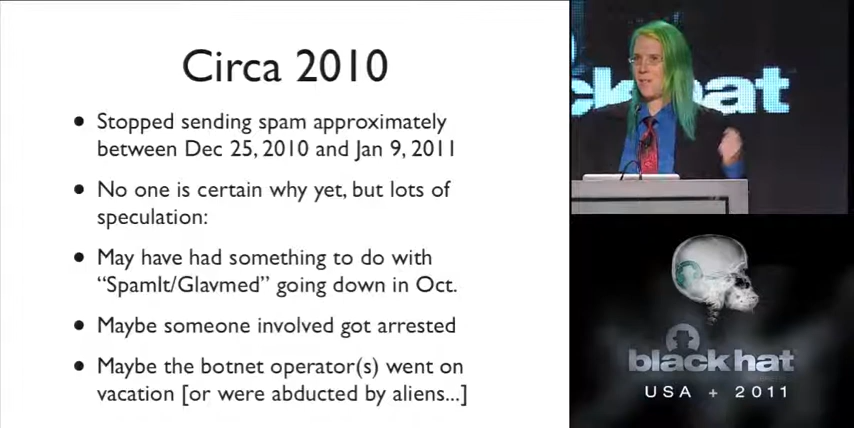 Circa 2010
• Stopped sending spam approximately
between Dec 25, 2010 and Jan 9, 2011
• No one is certain why yet, but lots of
speculation:
• May have had something to do with
“SpamIt/Glavmed” going down in Oct.
• Maybe someone involved got arrested
• Maybe the botnet operator(s) went on
vacation [or were abducted by aliens...]
ck hat
black hat
USA + 2011